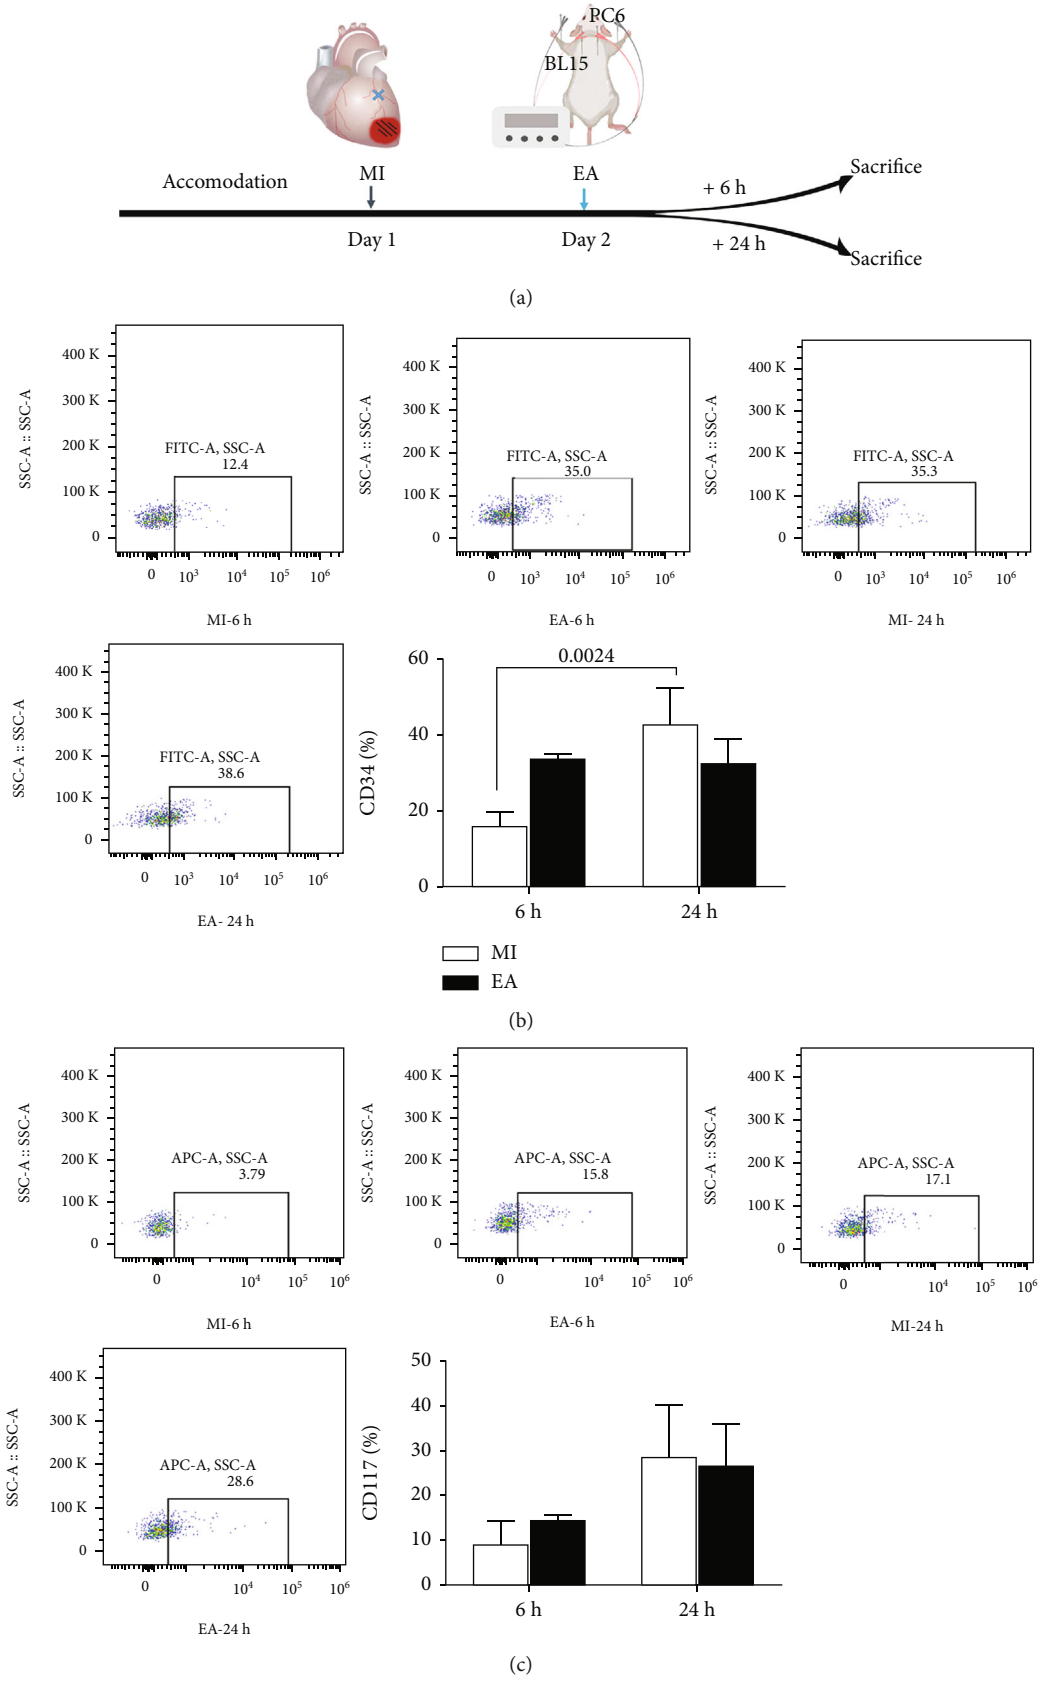 PC6
BL15
MI
EA
Accomodation
+ 6 h
Sacrifice
Day 1
Day 2
+ 24 h
Sacrifice
(a)
SSC-A :: SSC-A
400 K
300 K
200 K
100 K
0
FITC-A, SSC-A
12.4
0 10³ 10⁴ 10⁵ 10⁶
MI-6 h
SSC-A :: SSC-A
400 K
300 K
200 K
100 K
0
FITC-A, SSC-A
35.0
0 10³ 10⁴ 10⁵ 10⁶
EA-6 h
SSC-A :: SSC-A
400 K
300 K
200 K
100 K
0
FITC-A, SSC-A
35.3
0 10³ 10⁴ 10⁵ 10⁶
MI- 24 h
SSC-A :: SSC-A
400 K
300 K
200 K
100 K
0
FITC-A, SSC-A
38.6
0 10³ 10⁴ 10⁵ 10⁶
EA- 24 h
CD34 (%)
60
40
20
0
0.0024
6 h 24 h
MI
EA
(b)
SSC-A :: SSC-A
400 K
300 K
200 K
100 K
0
APC-A, SSC-A
3.79
0 10⁴ 10⁵ 10⁶
MI-6 h
SSC-A :: SSC-A
400 K
300 K
200 K
100 K
0
APC-A, SSC-A
15.8
0 10⁴ 10⁵ 10⁶
EA-6 h
SSC-A :: SSC-A
400 K
300 K
200 K
100 K
0
APC-A, SSC-A
17.1
0 10⁴ 10⁵ 10⁶
MI-24 h
SSC-A :: SSC-A
400 K
300 K
200 K
100 K
0
APC-A, SSC-A
28.6
0 10⁴ 10⁵ 10⁶
EA-24 h
CD117 (%)
50
40
30
20
10
0
6 h 24 h
(c)